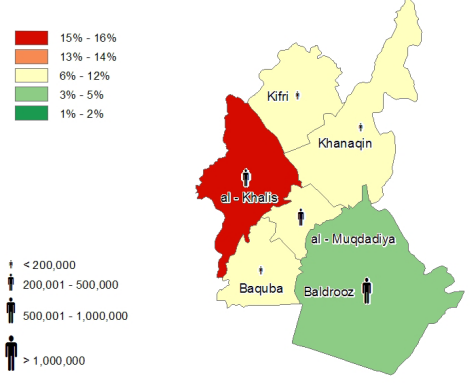 15% - 16%
13% - 14%
6% - 12%
3% - 5%
1% - 2%
Kifri
Khanaqin
al - Khalis
al - Muqdadiya
Baquba
Baldrooz
< 200,000
200,001 - 500,000
500,001 - 1,000,000
> 1,000,000